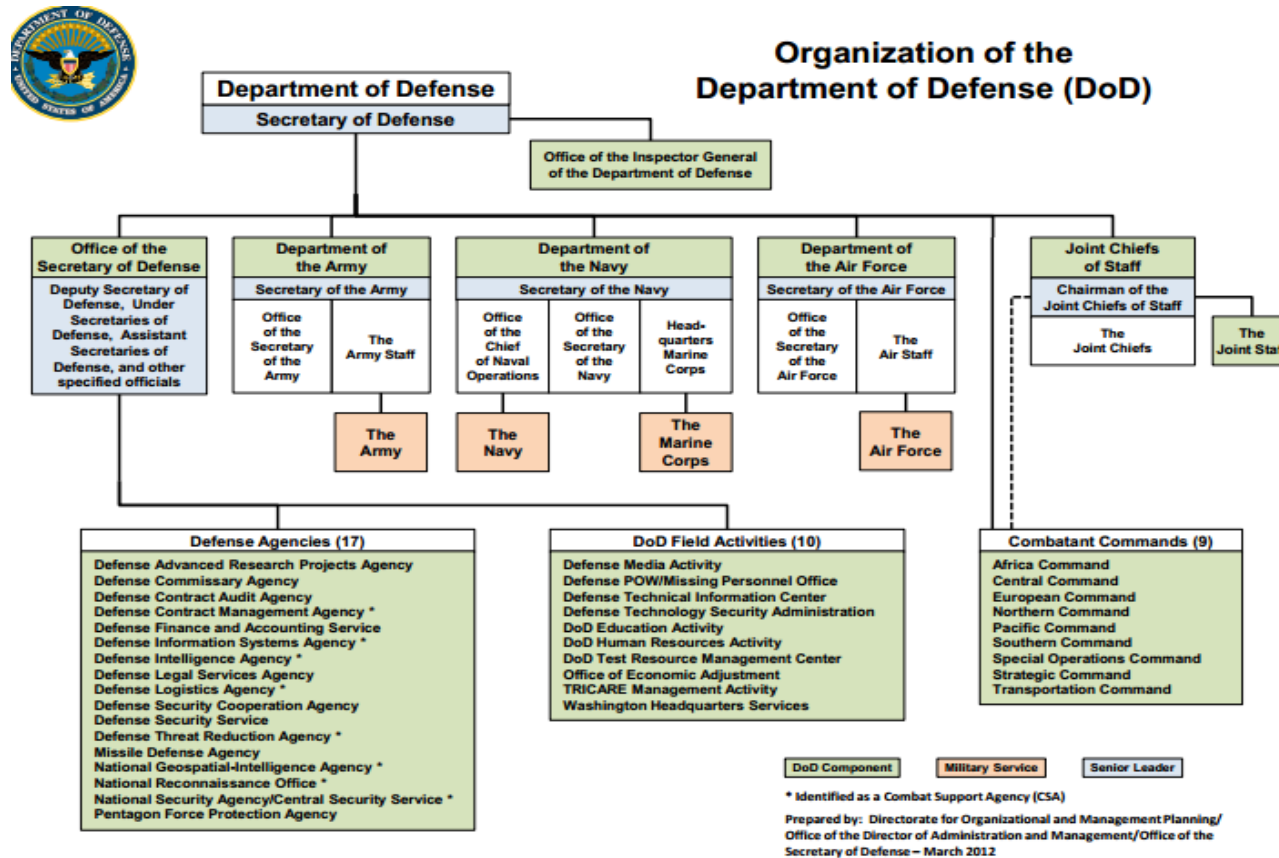 DEPARTMENT OF DEFENSE
UNITED STATES OF AMERICA
Organization of the
Department of Defense (DoD)
Department of Defense
Secretary of Defense
Office of the Inspector General
of the Department of Defense
Office of the
Secretary of Defense
Deputy Secretary of
Defense, Under
Secretaries of
Defense, Assistant
Secretaries of
Defense, and other
specified officials
Department of
the Army
Secretary of the Army
Office
of the
Secretary
of the
Army
The
Army Staff
The
Army
Department of
the Navy
Secretary of the Navy
Office
of the
Chief
of Naval
Operations
Office
of the
Secretary
of the
Navy
Head-
quarters
Marine
Corps
The
Navy
The
Marine
Corps
Department of
the Air Force
Secretary of the Air Force
Office
of the
Secretary
of the
Air Force
The
Air Staff
The
Air Force
Joint Chiefs
of Staff
Chairman of the
Joint Chiefs of Staff
The
Joint Chiefs
The
Joint Staf
Defense Agencies (17)
Defense Advanced Research Projects Agency
Defense Commissary Agency
Defense Contract Audit Agency
Defense Contract Management Agency *
Defense Finance and Accounting Service
Defense Information Systems Agency *
Defense Intelligence Agency *
Defense Legal Services Agency
Defense Logistics Agency *
Defense Security Cooperation Agency
Defense Security Service
Defense Threat Reduction Agency *
Missile Defense Agency
National Geospatial-Intelligence Agency *
National Reconnaissance Office *
National Security Agency/Central Security Service *
Pentagon Force Protection Agency
DoD Field Activities (10)
Defense Media Activity
Defense POW/Missing Personnel Office
Defense Technical Information Center
Defense Technology Security Administration
DoD Education Activity
DoD Human Resources Activity
DoD Test Resource Management Center
Office of Economic Adjustment
TRICARE Management Activity
Washington Headquarters Services
Combatant Commands (9)
Africa Command
Central Command
European Command
Northern Command
Pacific Command
Southern Command
Special Operations Command
Strategic Command
Transportation Command
DoD Component
Military Service
Senior Leader
* Identified as a Combat Support Agency (CSA)
Prepared by: Directorate for Organizational and Management Planning/
Office of the Director of Administration and Management/Office of the
Secretary of Defense – March 2012